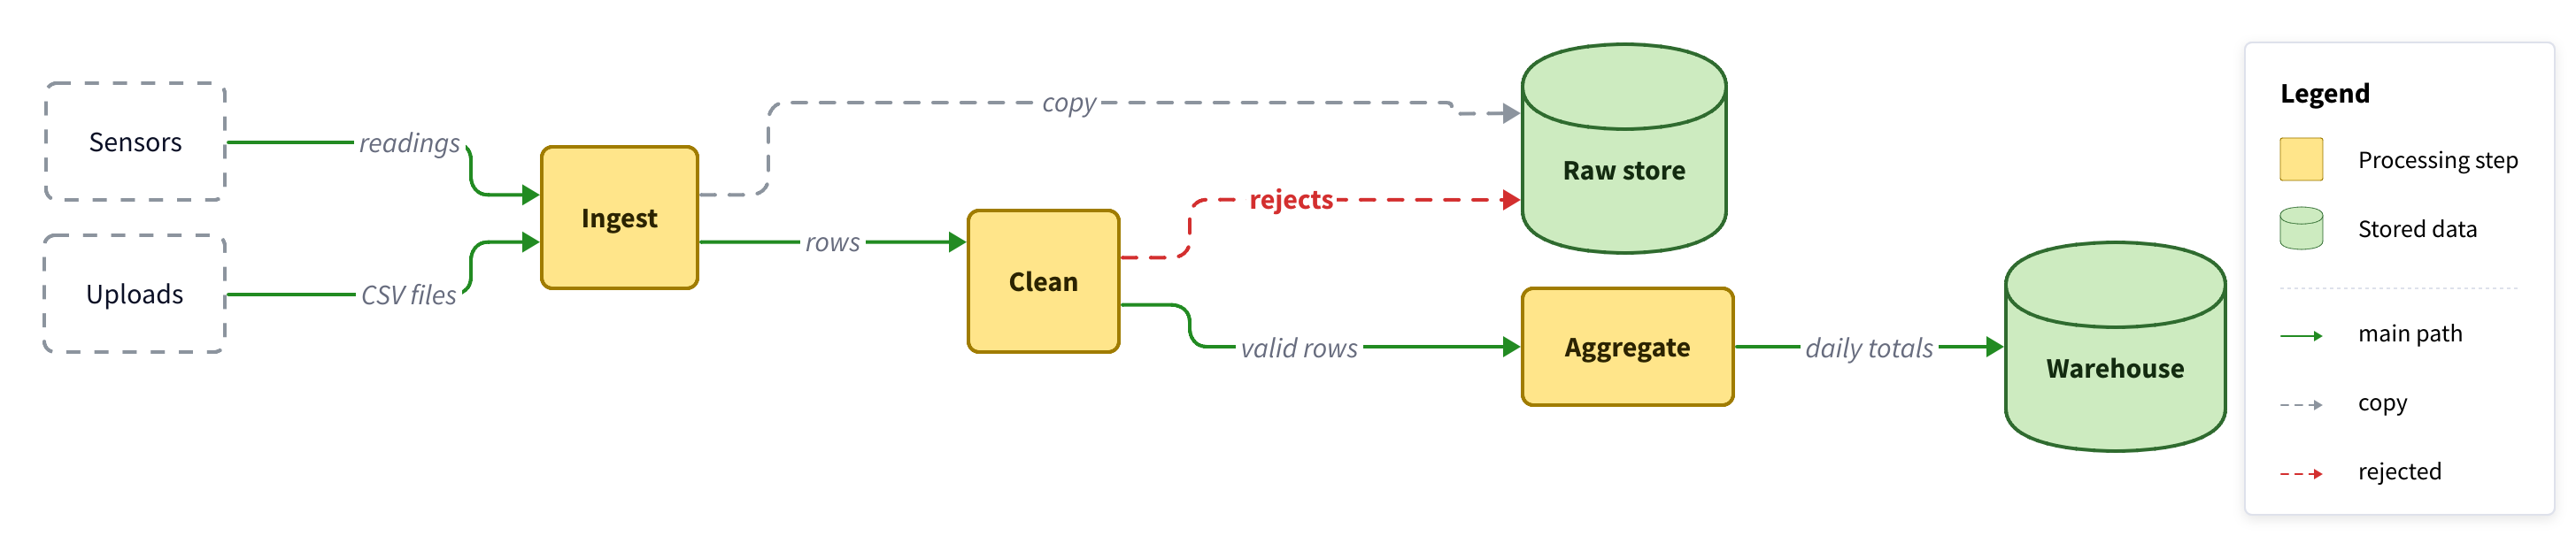 Sensors
readings
Uploads
CSV files
Ingest
copy
rows
Clean
rejects
valid rows
Raw store
Aggregate
daily totals
Warehouse
Legend
Processing step
Stored data
main path
copy
rejected